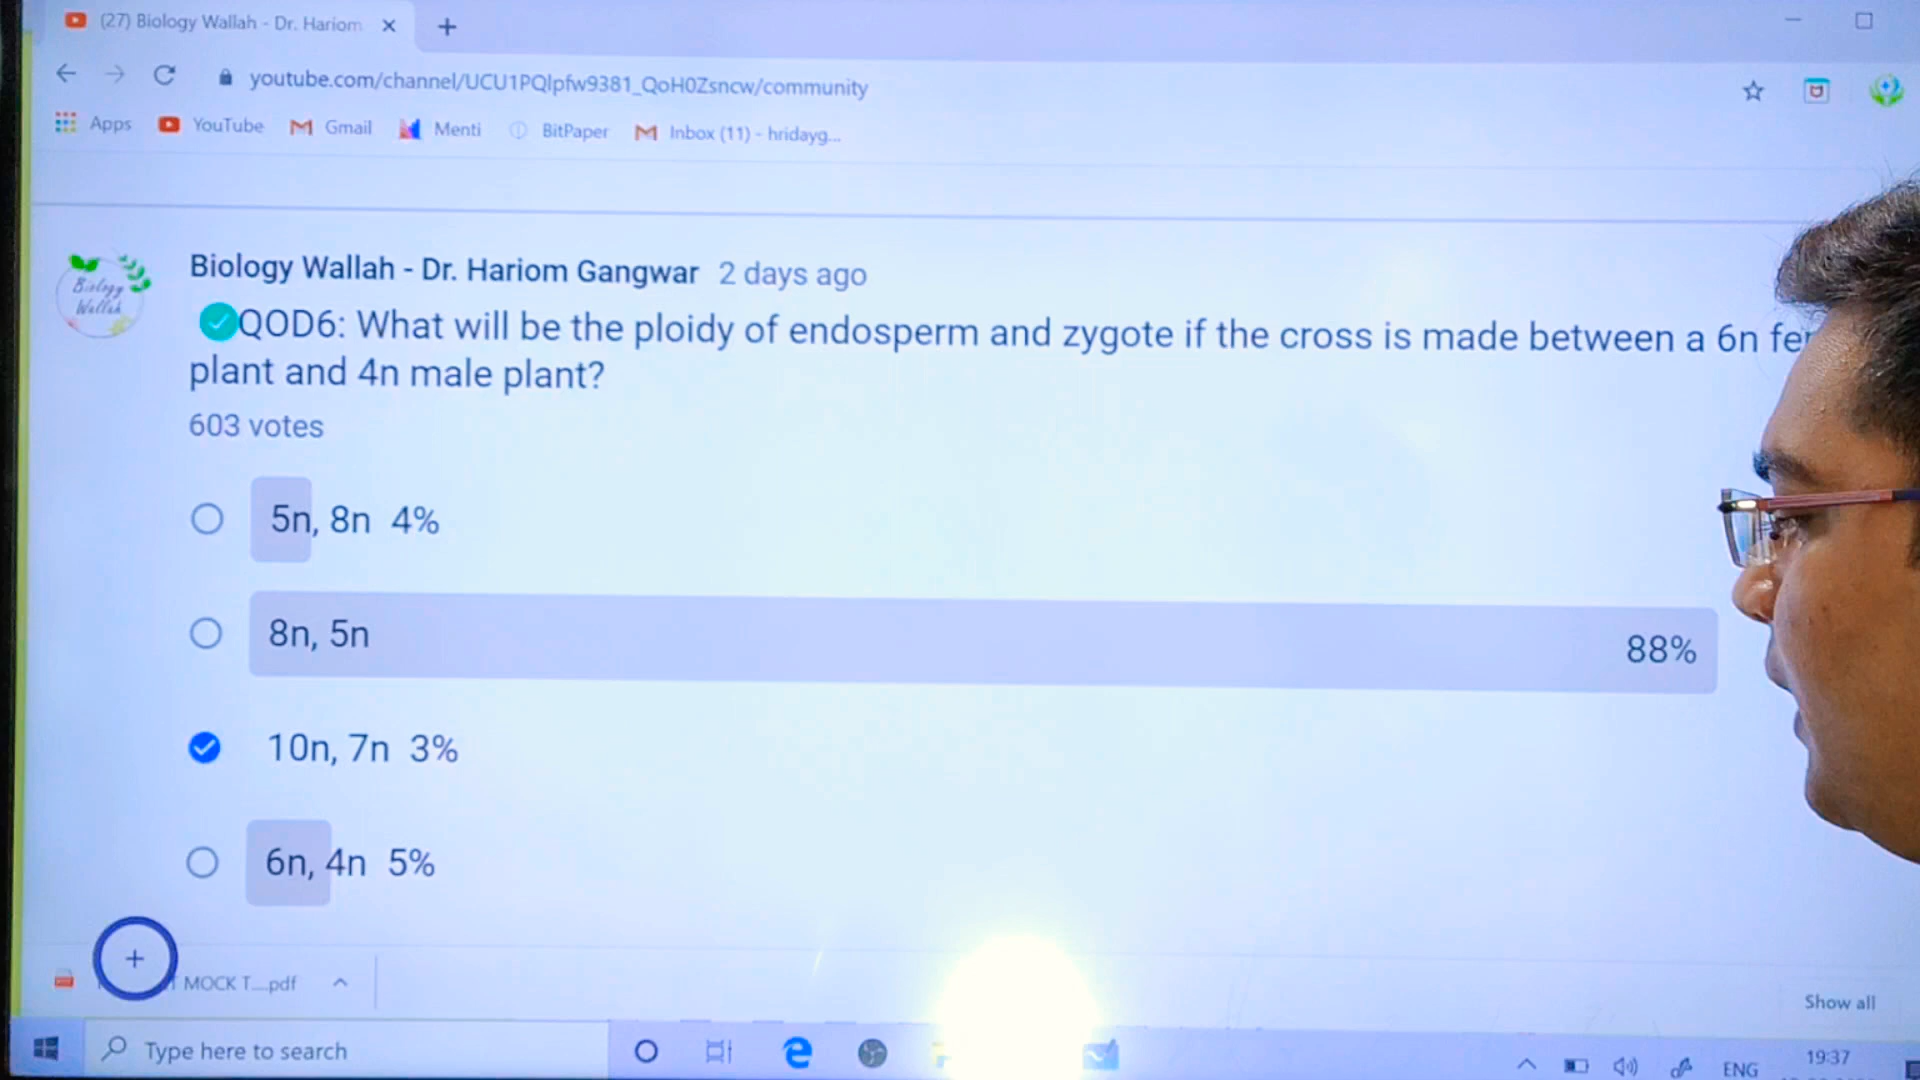 (27) Biology Wallah - Dr. Hariom
youtube.com/channel/UCU1PQlpfw9381_QoH0Zsncw/community
Apps YouTube Gmail Menti BitPaper Inbox (11) - hridayg...
Biology Wallah
Biology Wallah - Dr. Hariom Gangwar 2 days ago
QOD6: What will be the ploidy of endosperm and zygote if the cross is made between a 6n
plant and 4n male plant?
603 votes
5n, 8n 4%
8n, 5n 88%
10n, 7n 3%
6n, 4n 5%
MOCK T....pdf
Show all
Type here to search
ENG 19:37